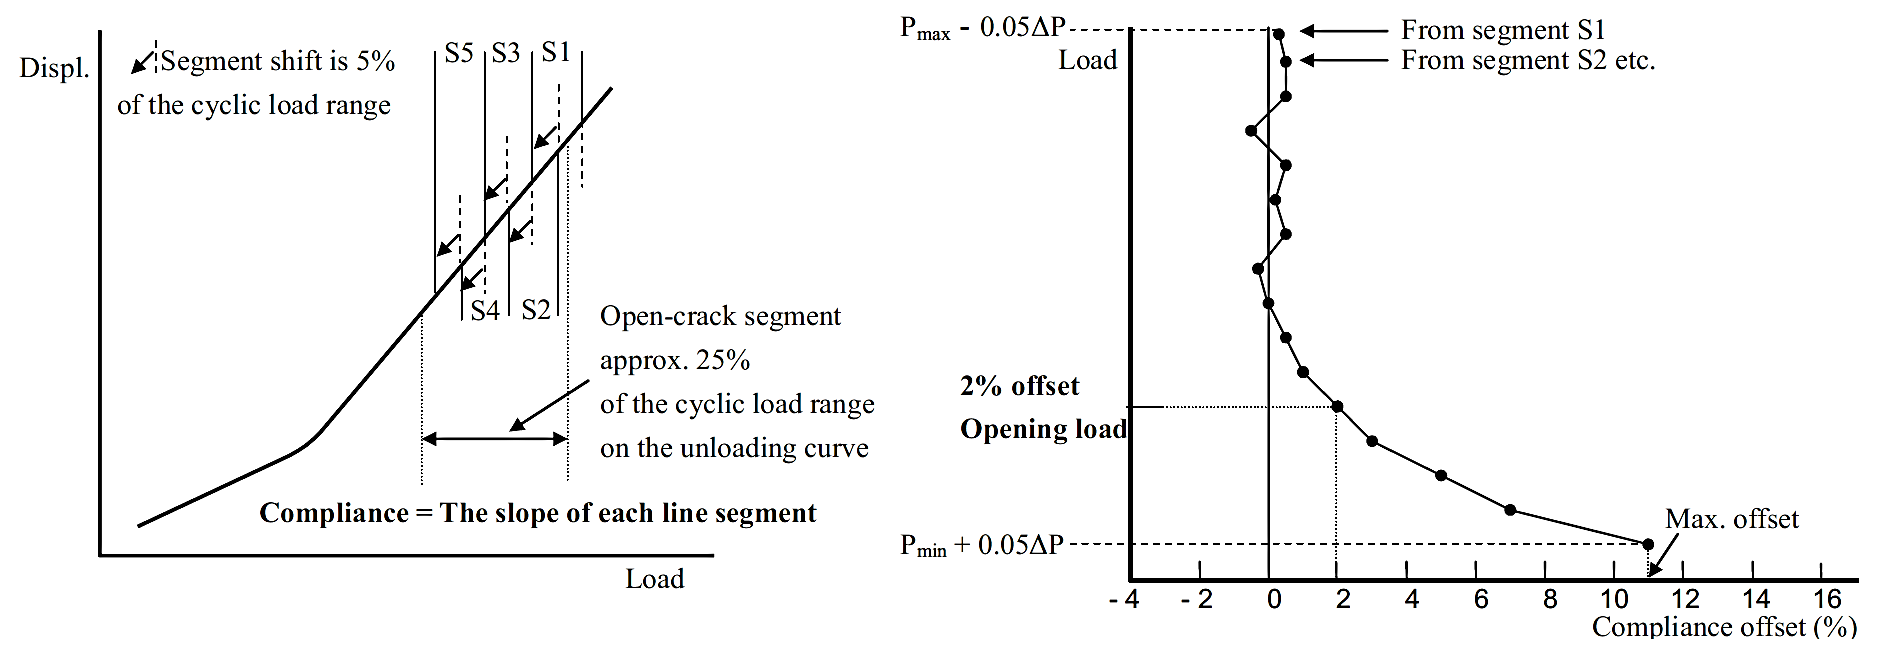 Displ.
Segment shift is 5%
of the cyclic load range
S5
S3
S1
S4
S2
Open-crack segment
approx. 25%
of the cyclic load range
on the unloading curve
Compliance = The slope of each line segment
Load
Pmax - 0.05ΔP
Load
From segment S1
From segment S2 etc.
2% offset
Opening load
Pmin + 0.05ΔP
Max. offset
- 4 - 2 0 2 4 6 8 10 12 14 16
Compliance offset (%)